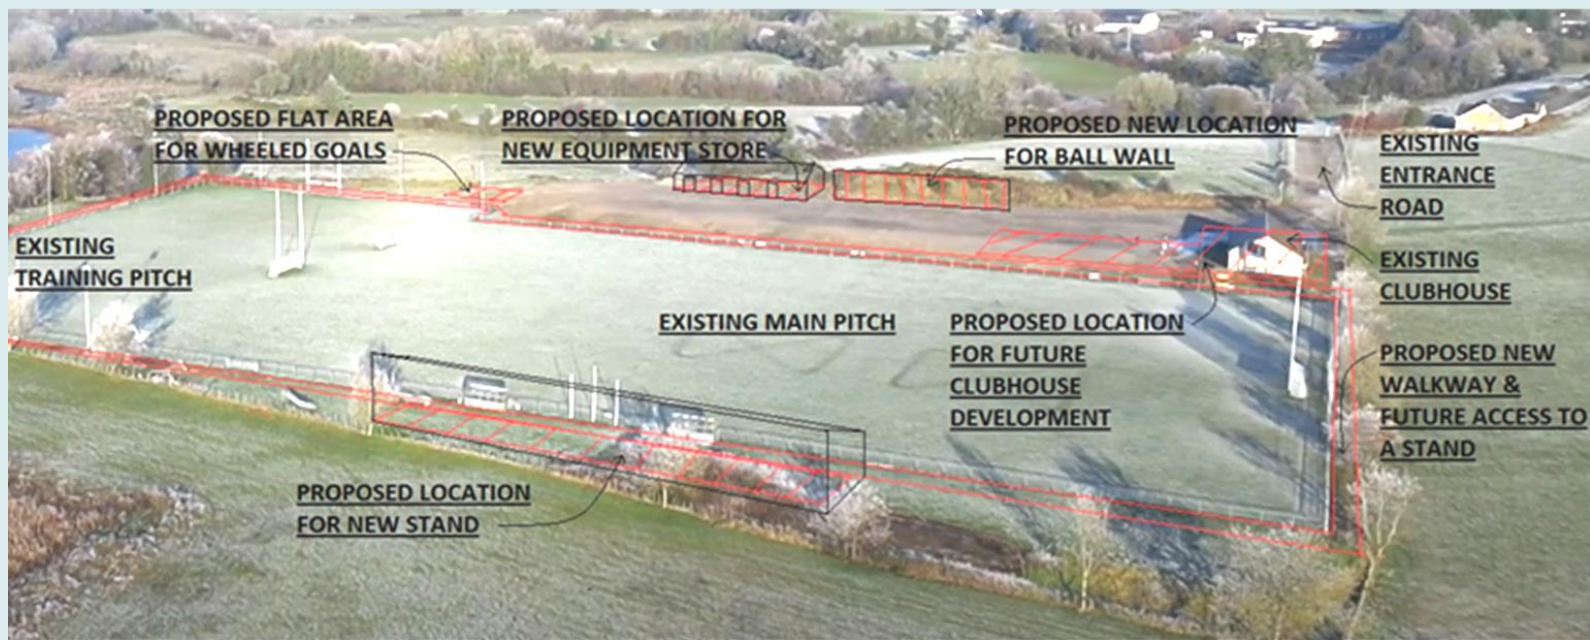 PROPOSED FLAT AREA
FOR WHEELED GOALS
PROPOSED LOCATION FOR
NEW EQUIPMENT STORE
PROPOSED NEW LOCATION
FOR BALL WALL
EXISTING
ENTRANCE
ROAD
EXISTING
TRAINING PITCH
EXISTING
CLUBHOUSE
EXISTING MAIN PITCH
PROPOSED LOCATION
FOR FUTURE
CLUBHOUSE
DEVELOPMENT
PROPOSED NEW
WALKWAY &
FUTURE ACCESS TO
A STAND
PROPOSED LOCATION
FOR NEW STAND